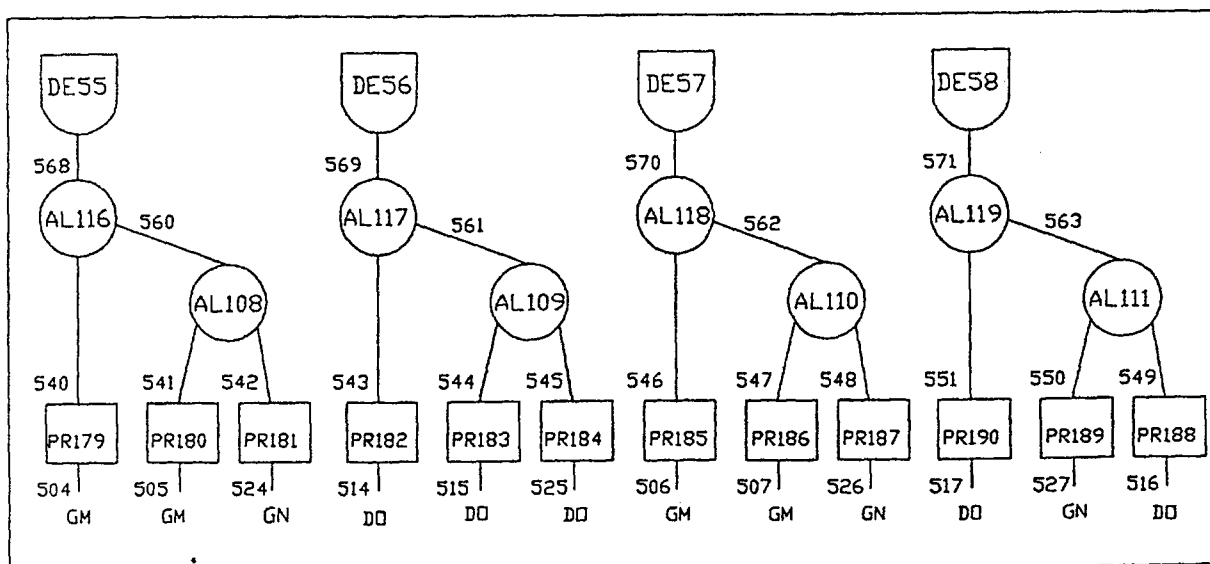 DE55 DE56 DE57 DE58
568 569 570 571
AL116 560 AL117 561 AL118 562 AL119 563
AL108 AL109 AL110 AL111
540 541 542 543 544 545 546 547 548 551 550 549
PR179 PR180 PR181 PR182 PR183 PR184 PR185 PR186 PR187 PR190 PR189 PR188
504 505 524 514 515 525 506 507 526 517 527 516
GM GM GN DO DO DO GM GM GN DO GN DO